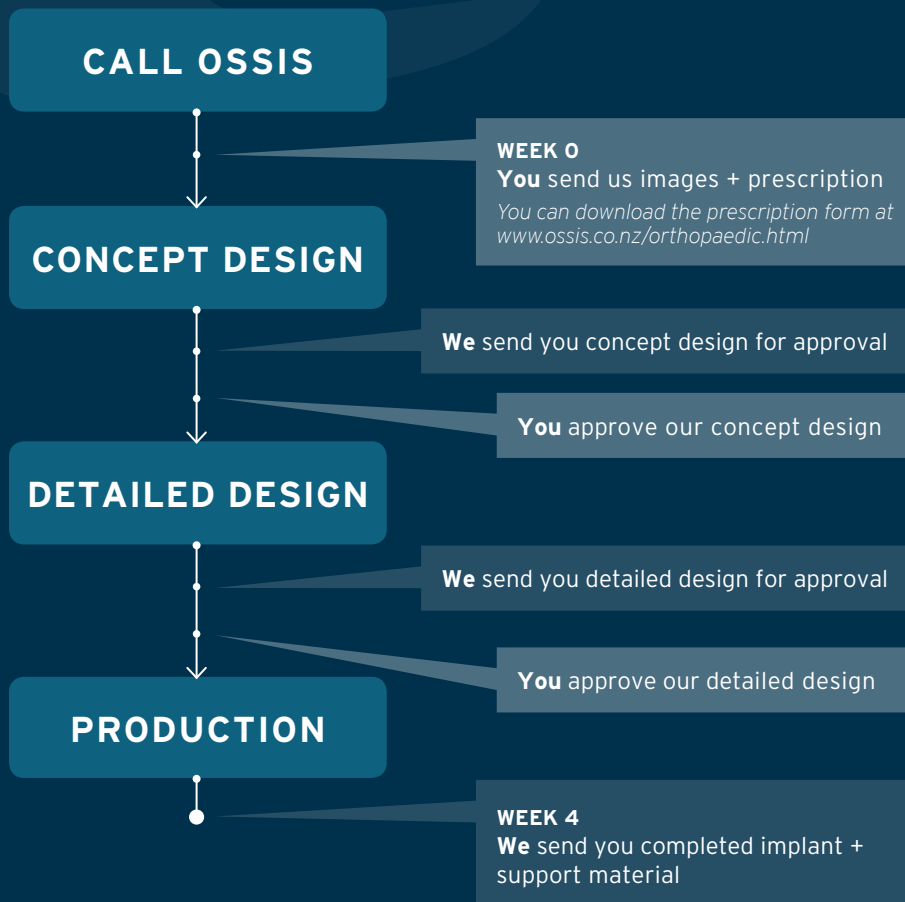 CALL OSSIS
WEEK 0
You send us images + prescription
You can download the prescription form at
www.ossis.co.nz/orthopaedic.html
CONCEPT DESIGN
We send you concept design for approval
You approve our concept design
DETAILED DESIGN
We send you detailed design for approval
You approve our detailed design
PRODUCTION
WEEK 4
We send you completed implant +
support material